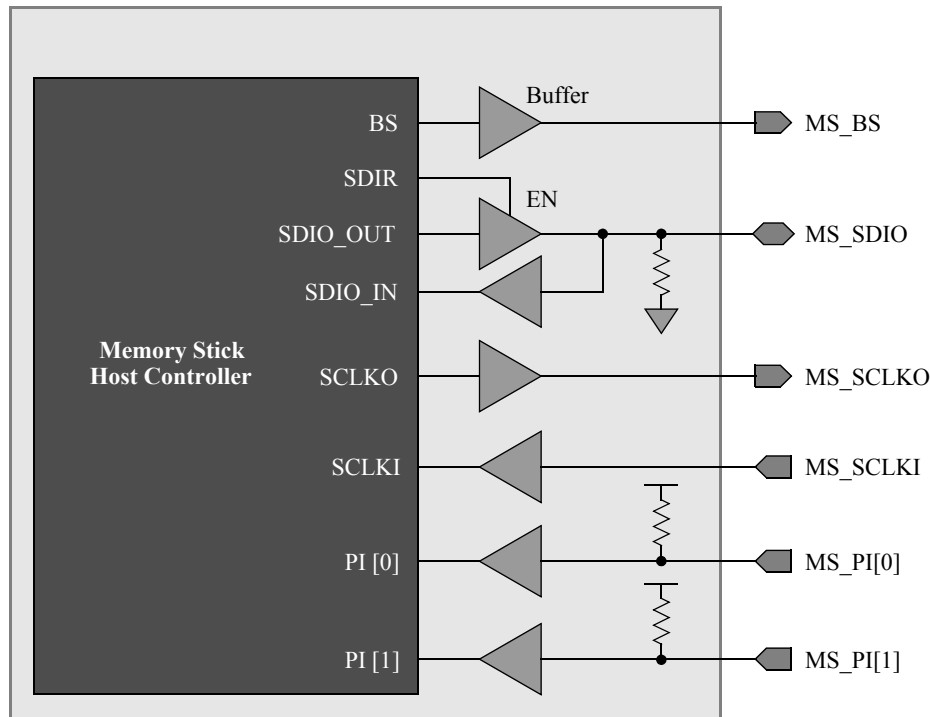 Buffer
BS
MS_BS
SDIR
EN
SDIO_OUT
MS_SDIO
SDIO_IN
Memory Stick
Host Controller
SCLKO
MS_SCLKO
SCLKI
MS_SCLKI
PI [0]
MS_PI[0]
PI [1]
MS_PI[1]